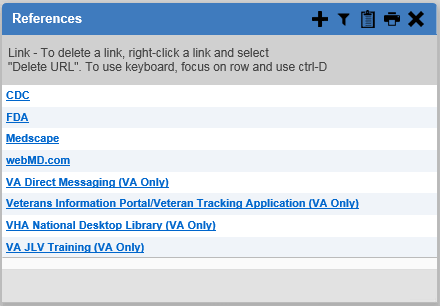 References
Link - To delete a link, right-click a link and select
"Delete URL". To use keyboard, focus on row and use ctrl-D
CDC
FDA
Medscape
webMD.com
VA Direct Messaging (VA Only)
Veterans Information Portal/Veteran Tracking Application (VA Only)
VHA National Desktop Library (VA Only)
VA JLV Training (VA Only)